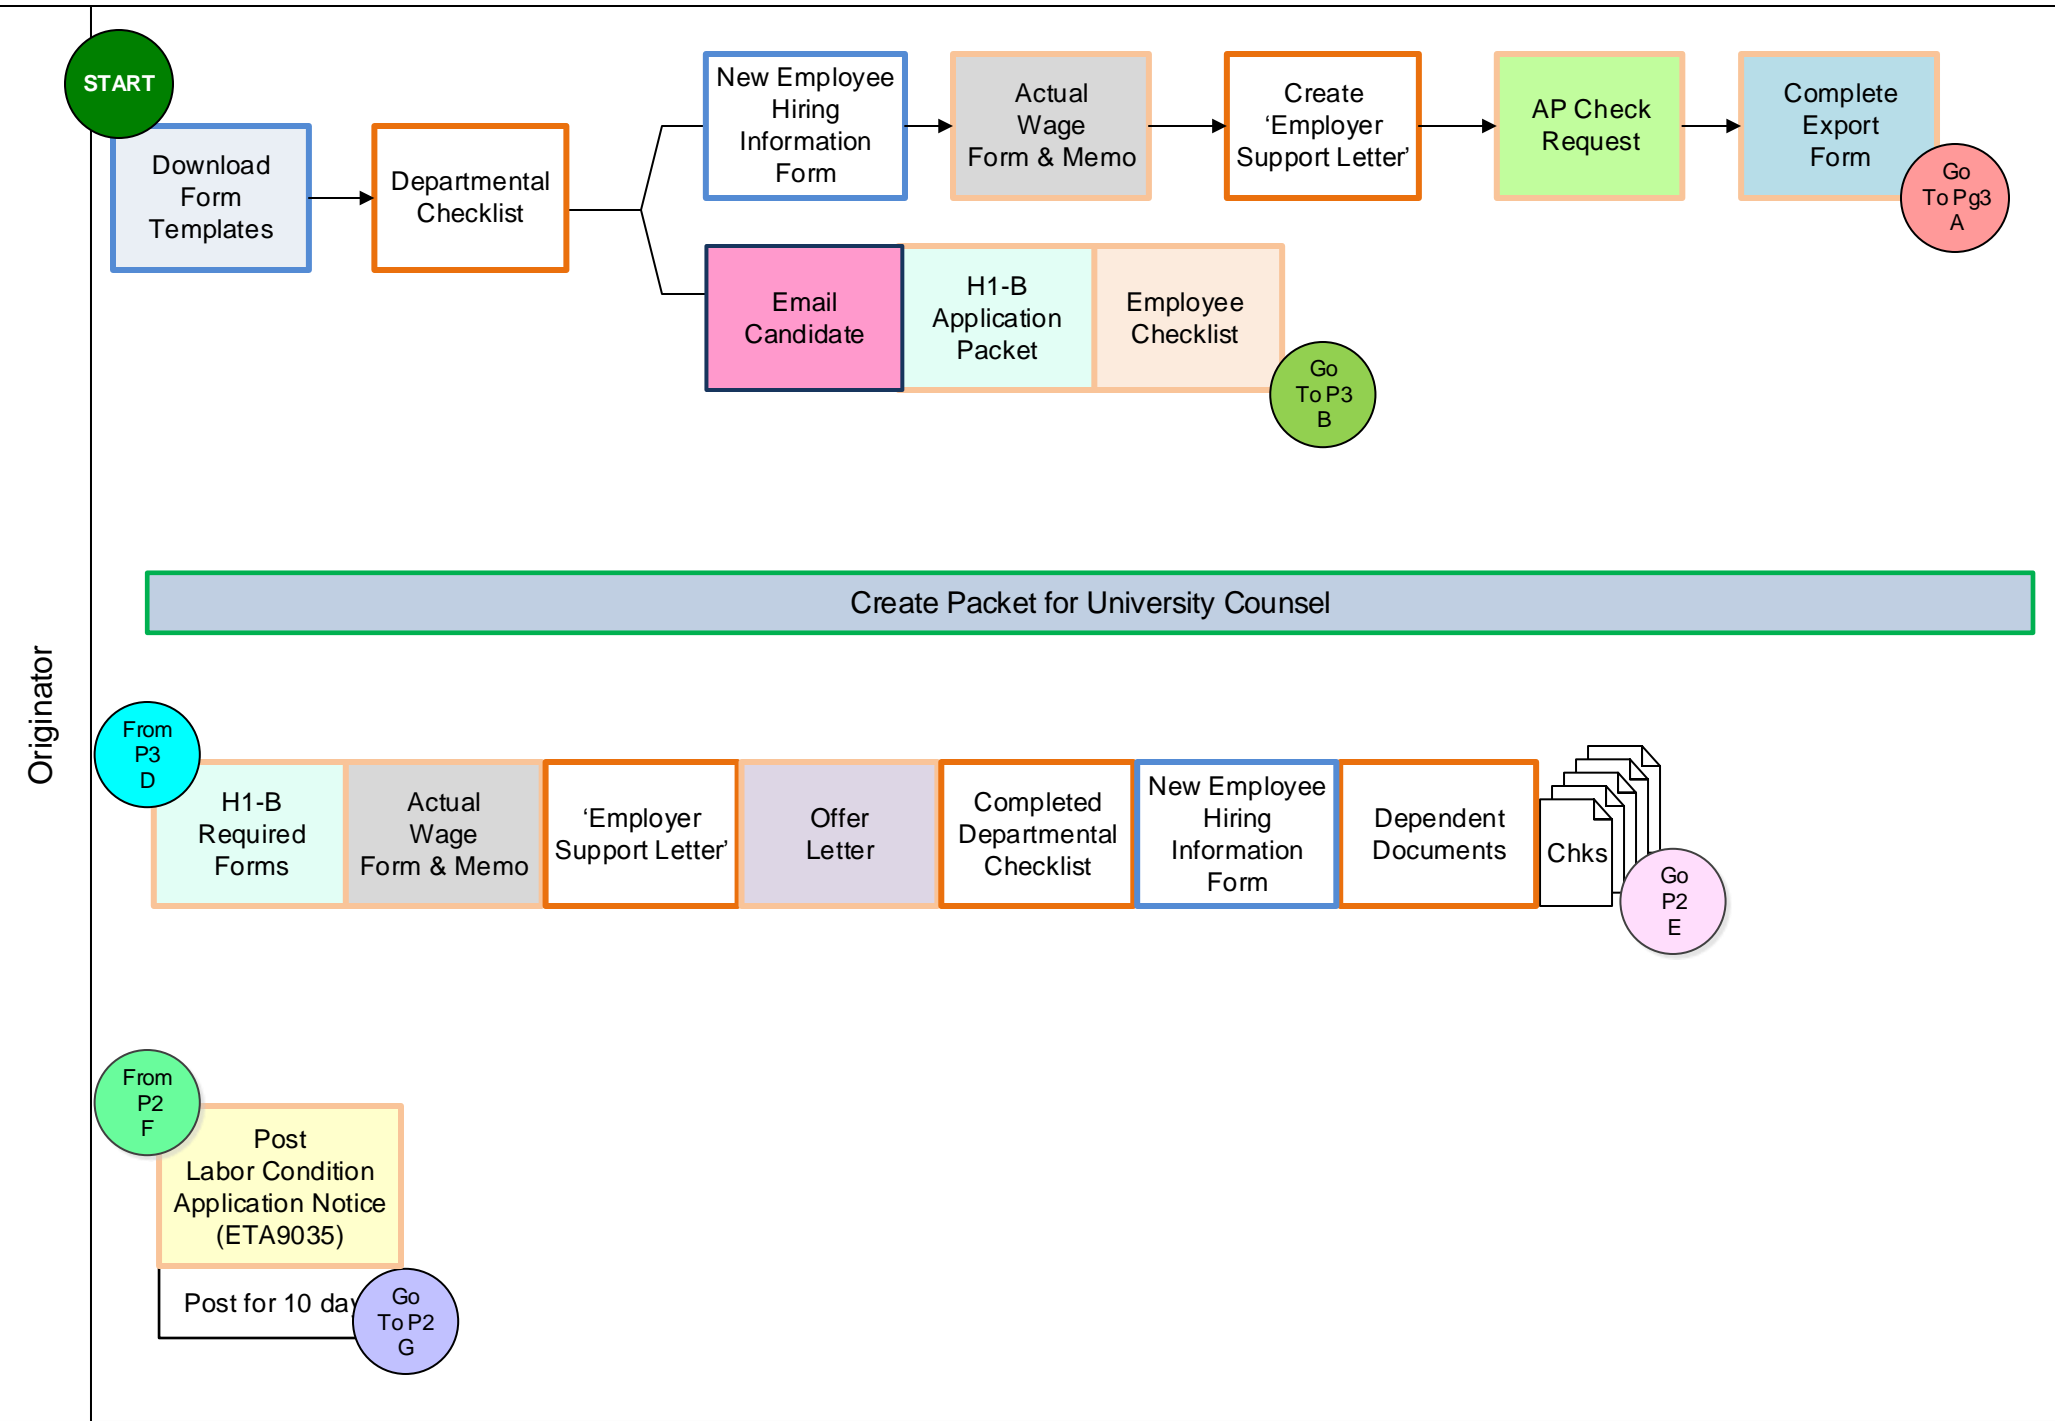 START
Download
Form
Templates
Departmental
Checklist
New Employee
Hiring
Information
Form
Actual
Wage
Form & Memo
Create
‘Employer
Support Letter’
AP Check
Request
Complete
Export
Form
Go
To Pg3
A
Email
Candidate
H1-B
Application
Packet
Employee
Checklist
Go
To P3
B
Create Packet for University Counsel
Originator
From
P3
D
H1-B
Required
Forms
Actual
Wage
Form & Memo
‘Employer
Support Letter’
Offer
Letter
Completed
Departmental
Checklist
New Employee
Hiring
Information
Form
Dependent
Documents
Chks
Go
P2
E
From
P2
F
Post
Labor Condition
Application Notice
(ETA9035)
Post for 10
Go
To P2
G